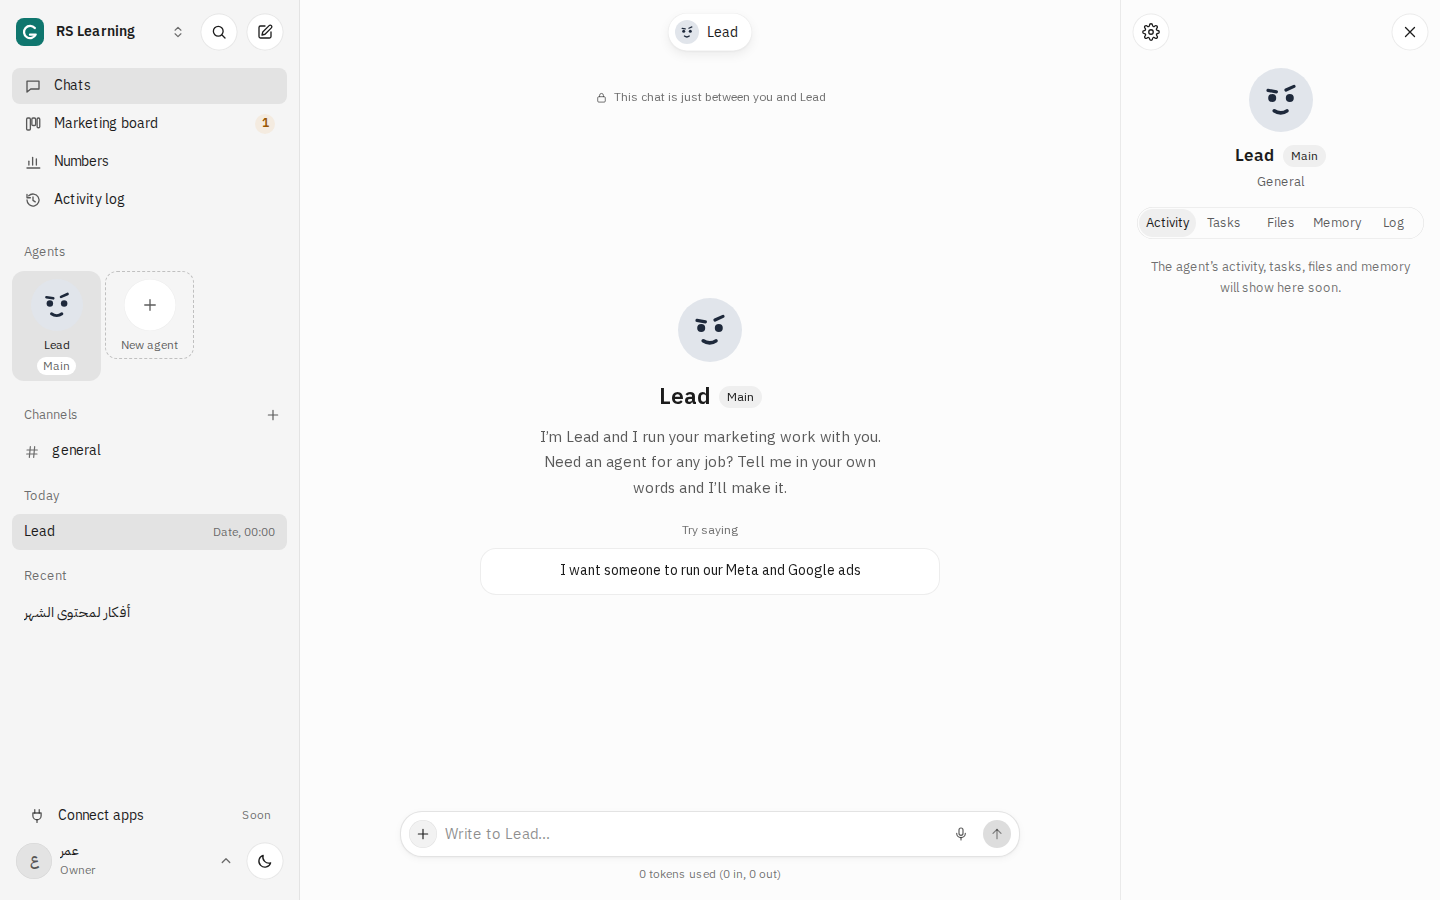 RS Learning
Chats
Marketing board 1
Numbers
Activity log
Agents
Lead
Main
New agent
Channels
general
Today
Lead Date, 00:00
Recent
أفكار لمحتوى الشهر
Connect apps Soon
ع
عمر
Owner
Lead
This chat is just between you and Lead
Lead Main
I'm Lead and I run your marketing work with you.
Need an agent for any job? Tell me in your own
words and I'll make it.
Try saying
I want someone to run our Meta and Google ads
Write to Lead...
0 tokens used (0 in, 0 out)
Lead Main
General
Activity Tasks Files Memory Log
The agent's activity, tasks, files and memory
will show here soon.